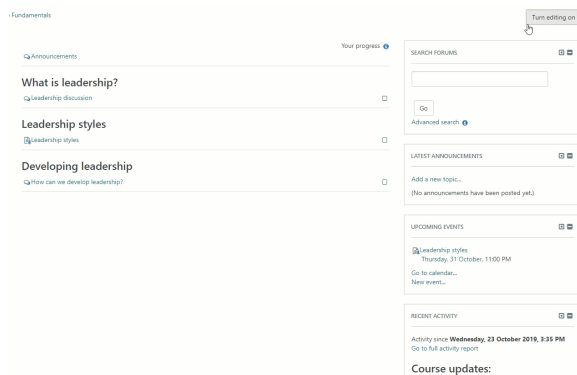 › Fundamentals
Turn editing on
Your progress
Announcements
What is leadership?
Leadership discussion
Leadership styles
Leadership styles
Developing leadership
How can we develop leadership?
SEARCH FORUMS
Go
Advanced search
LATEST ANNOUNCEMENTS
Add a new topic...
(No announcements have been posted yet.)
UPCOMING EVENTS
Leadership styles
Thursday, 31 October, 11:00 PM
Go to calendar...
New event...
RECENT ACTIVITY
Activity since Wednesday, 23 October 2019, 3:35 PM
Go to full activity report
Course updates: